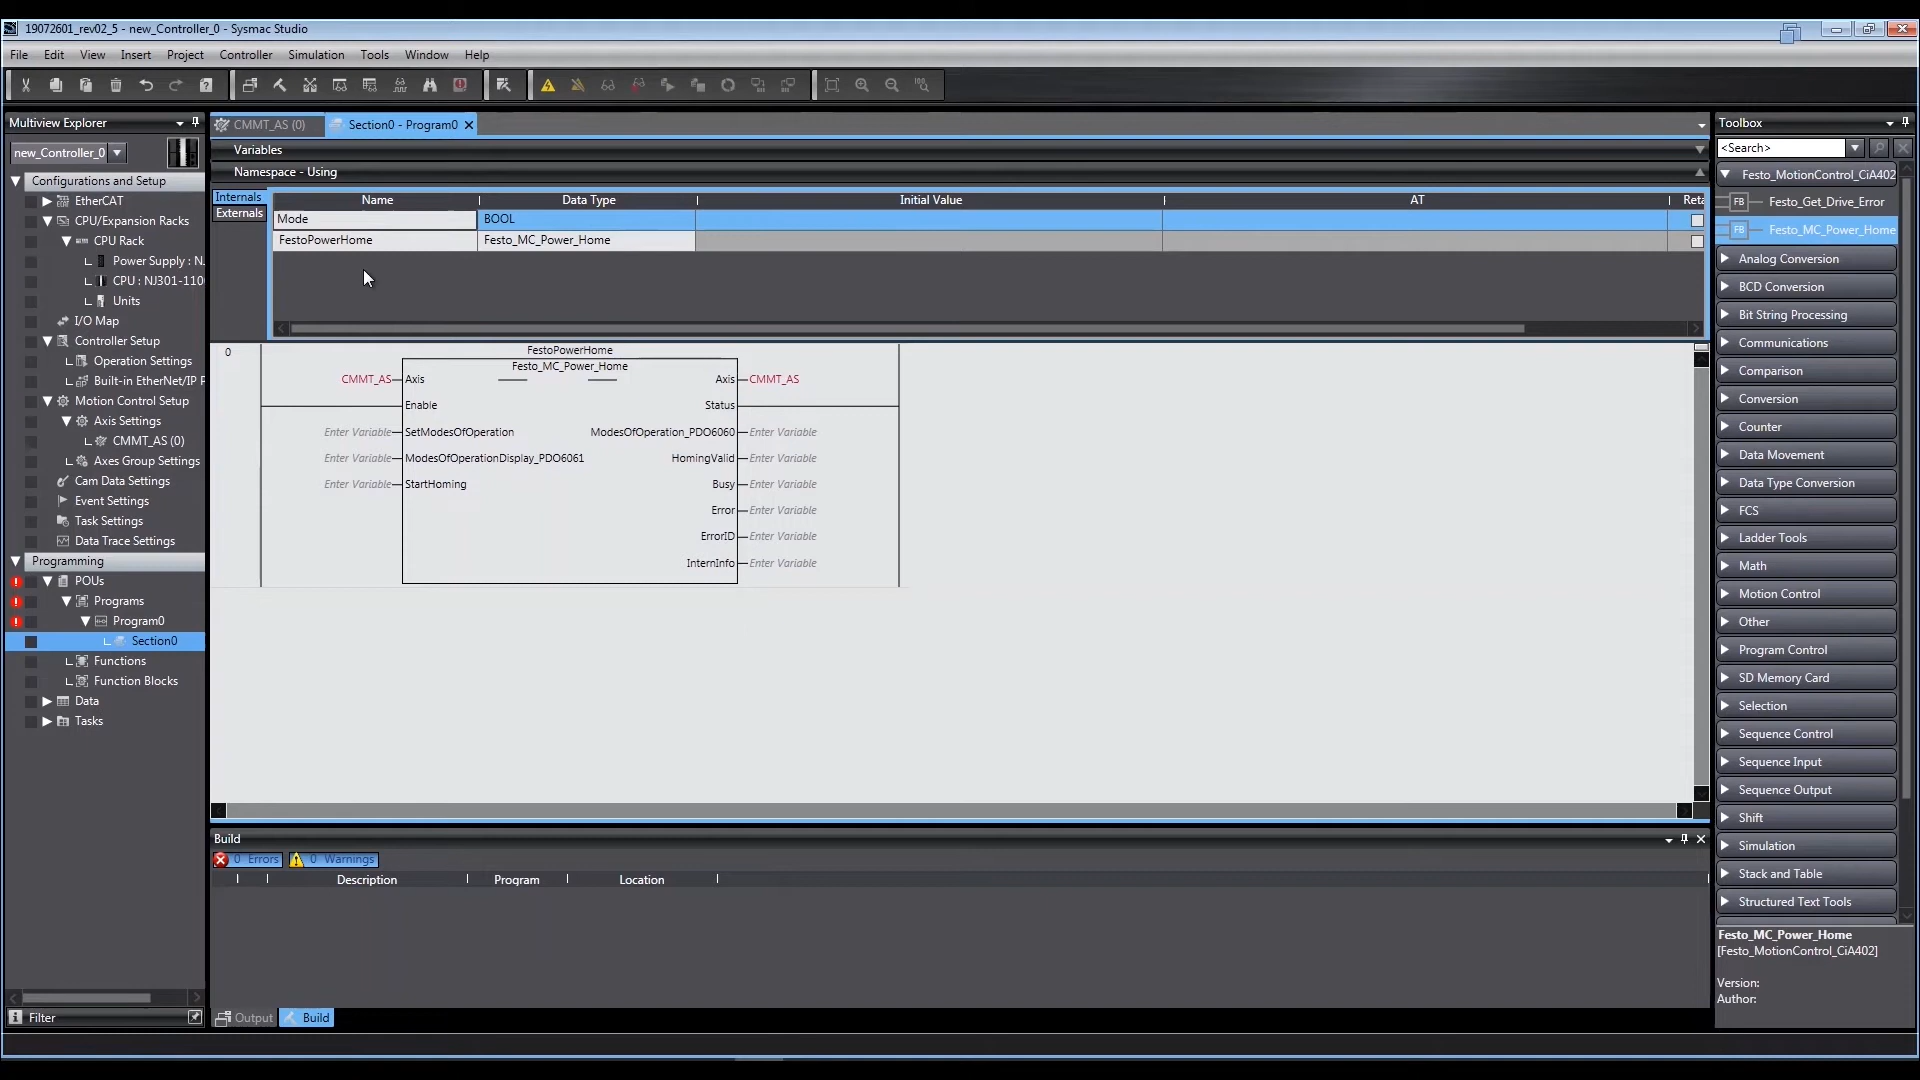 19072601_rev02_5 - new_Controller_0 - Sysmac Studio
File Edit View Insert Project Controller Simulation Tools Window Help
Multiview Explorer
new_Controller_0
Configurations and Setup
EtherCAT
CPU/Expansion Racks
CPU Rack
Power Supply : N.
CPU : NJ301-110
Units
I/O Map
Controller Setup
Operation Settings
Built-in EtherNet/IP P
Motion Control Setup
Axis Settings
CMMT_AS (0)
Axes Group Settings
Cam Data Settings
Event Settings
Task Settings
Data Trace Settings
Programming
POUs
Programs
Program0
Section0
Functions
Function Blocks
Data
Tasks
Filter
CMMT_AS (0) Section0 - Program0
Variables
Namespace - Using
Internals
Externals
Name Data Type Initial Value AT Reta
Mode BOOL
FestoPowerHome Festo_MC_Power_Home
0
FestoPowerHome
Festo_MC_Power_Home
CMMT_AS Axis Axis CMMT_AS
Enable Status
Enter Variable SetModesOfOperation ModesOfOperation_PDO6060 Enter Variable
Enter Variable ModesOfOperationDisplay_PDO6061 HomingValid Enter Variable
Enter Variable StartHoming Busy Enter Variable
Error Enter Variable
ErrorID Enter Variable
InternInfo Enter Variable
Build
0 Errors 0 Warnings
Description Program Location
Output Build
Toolbox
<Search>
Festo_MotionControl_CiA402
FB Festo_Get_Drive_Error
FB Festo_MC_Power_Home
Analog Conversion
BCD Conversion
Bit String Processing
Communications
Comparison
Conversion
Counter
Data Movement
Data Type Conversion
FCS
Ladder Tools
Math
Motion Control
Other
Program Control
SD Memory Card
Selection
Sequence Control
Sequence Input
Sequence Output
Shift
Simulation
Stack and Table
Structured Text Tools
Festo_MC_Power_Home
[Festo_MotionControl_CiA402]
Version:
Author: